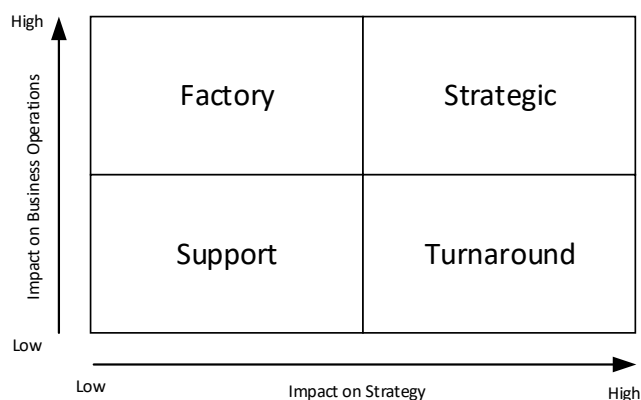 High
Factory
Strategic
Impact on Business Operations
Support
Turnaround
Low
Low
Impact on Strategy
High